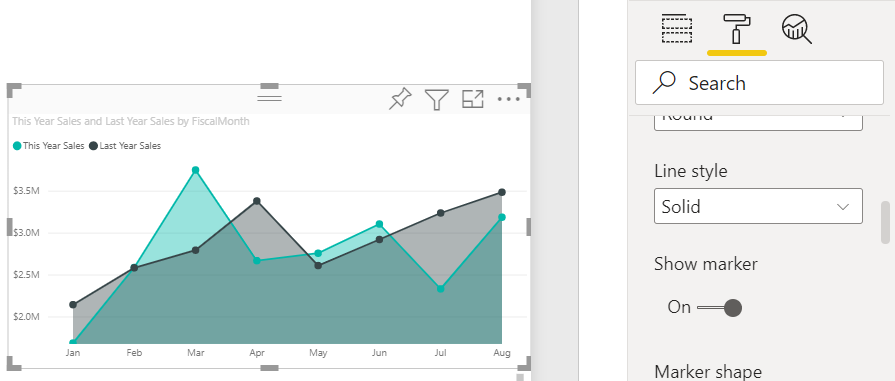 This Year Sales and Last Year Sales by FiscalMonth
This Year Sales Last Year Sales
$3.5M
$3.0M
$2.5M
$2.0M
Jan Feb Mar Apr May Jun Jul Aug
Search
Round
Line style
Solid
Show marker
On
Marker shape